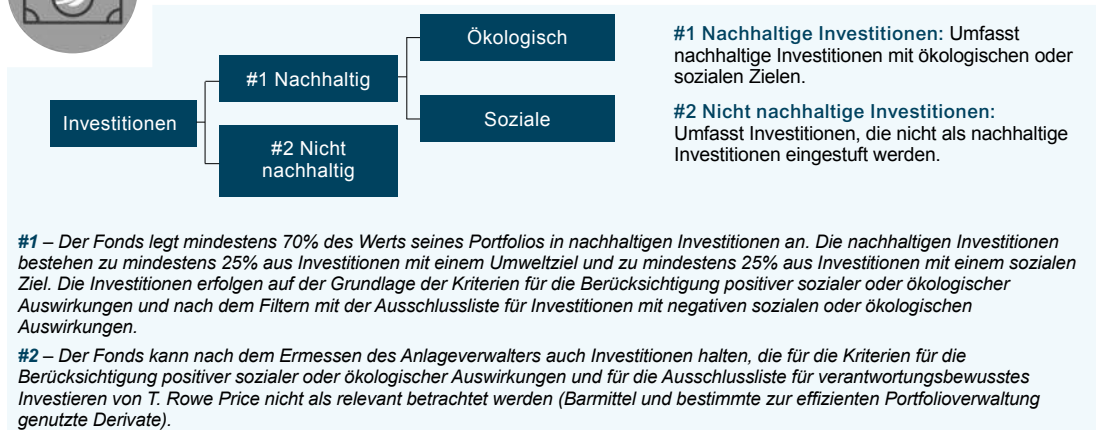 Investitionen
#1 Nachhaltig
#2 Nicht
nachhaltig
Ökologisch
Soziale
#1 Nachhaltige Investitionen: Umfasst
nachhaltige Investitionen mit ökologischen oder
sozialen Zielen.
#2 Nicht nachhaltige Investitionen:
Umfasst Investitionen, die nicht als nachhaltige
Investitionen eingestuft werden.
#1 – Der Fonds legt mindestens 70% des Werts seines Portfolios in nachhaltigen Investitionen an. Die nachhaltigen Investitionen
bestehen zu mindestens 25% aus Investitionen mit einem Umweltziel und zu mindestens 25% aus Investitionen mit einem sozialen
Ziel. Die Investitionen erfolgen auf der Grundlage der Kriterien für die Berücksichtigung positiver sozialer oder ökologischer
Auswirkungen und nach dem Filtern mit der Ausschlussliste für Investitionen mit negativen sozialen oder ökologischen
Auswirkungen.
#2 – Der Fonds kann nach dem Ermessen des Anlageverwalters auch Investitionen halten, die für die Kriterien für die
Berücksichtigung positiver sozialer oder ökologischer Auswirkungen und für die Ausschlussliste für verantwortungsbewusstes
Investieren von T. Rowe Price nicht als relevant betrachtet werden (Barmittel und bestimmte zur effizienten Portfolioverwaltung
genutzte Derivate).